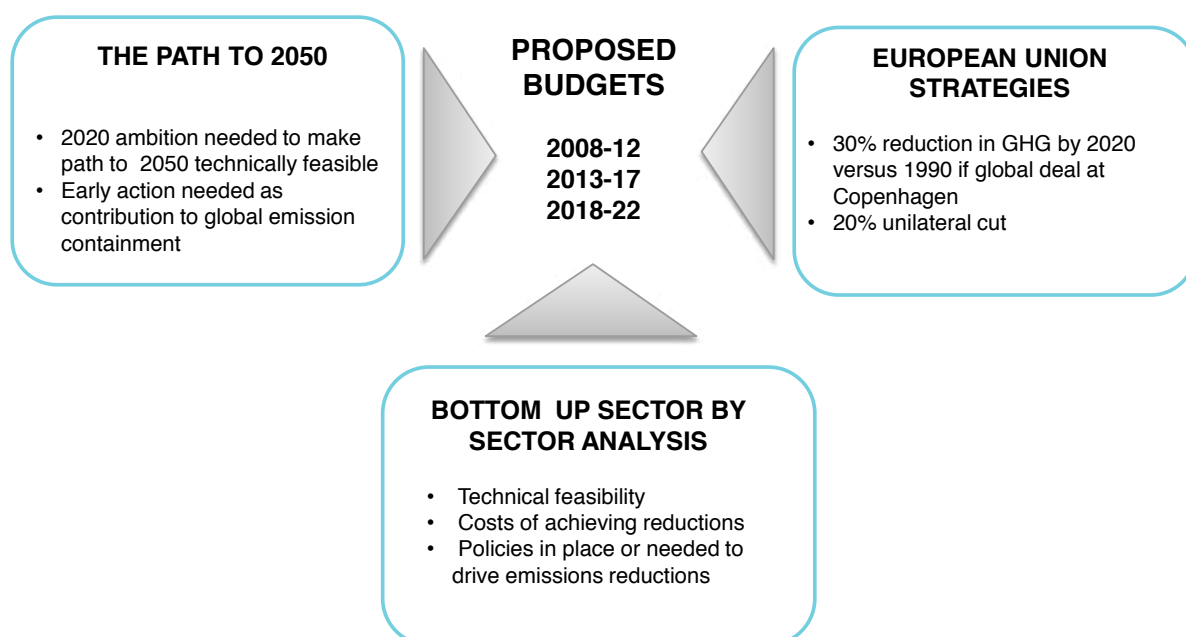 THE PATH TO 2050
• 2020 ambition needed to make
path to 2050 technically feasible
• Early action needed as
contribution to global emission
containment
PROPOSED
BUDGETS
2008-12
2013-17
2018-22
EUROPEAN UNION
STRATEGIES
• 30% reduction in GHG by 2020
versus 1990 if global deal at
Copenhagen
• 20% unilateral cut
BOTTOM UP SECTOR BY
SECTOR ANALYSIS
• Technical feasibility
• Costs of achieving reductions
• Policies in place or needed to
drive emissions reductions